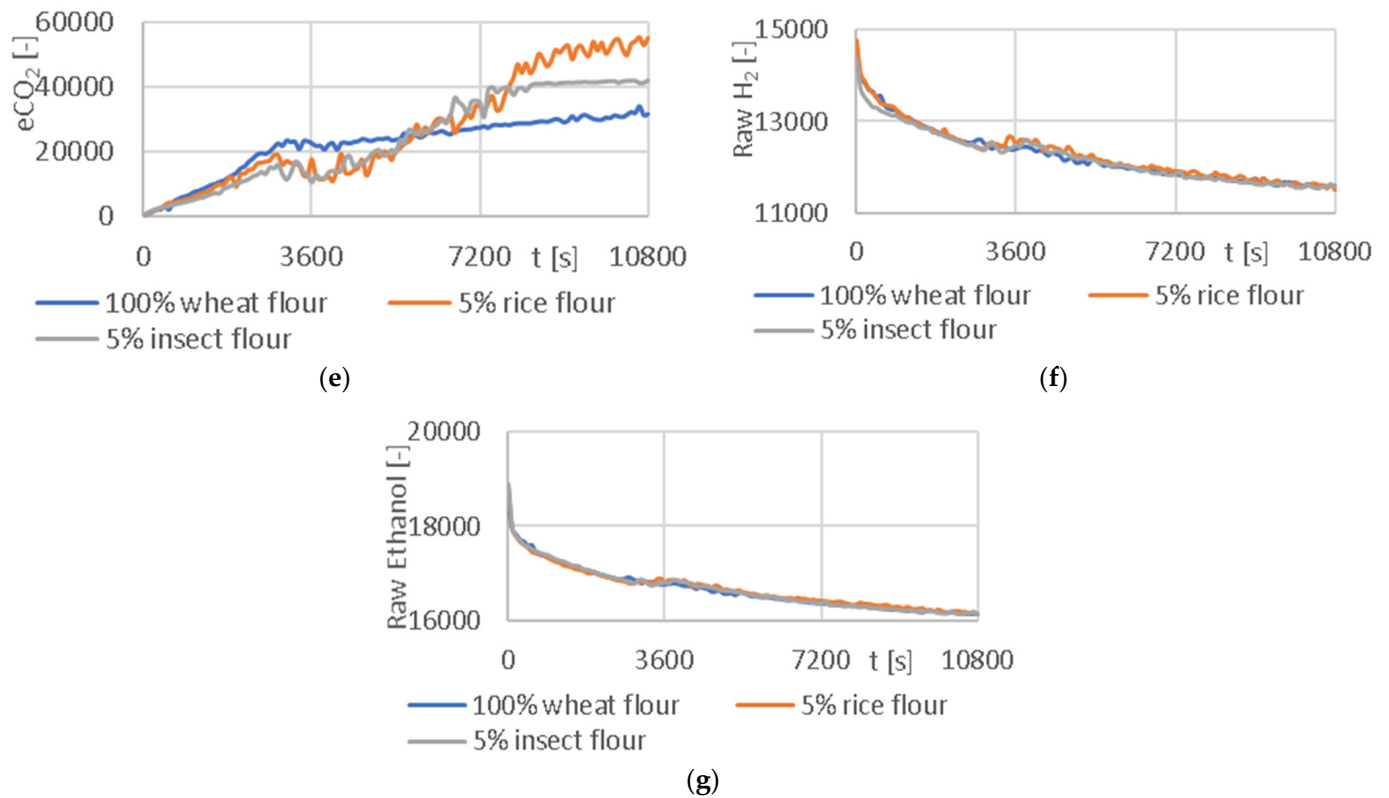 60000
40000
20000
0
eCO₂ [-]
0 3600 7200 t [s] 10800
100% wheat flour 5% rice flour
5% insect flour
(e)
15000
13000
11000
Raw H₂ [-]
0 3600 7200 t [s] 10800
100% wheat flour 5% rice flour
5% insect flour
(f)
20000
18000
16000
Raw Ethanol [-]
0 3600 7200 t [s] 10800
100% wheat flour 5% rice flour
5% insect flour
(g)